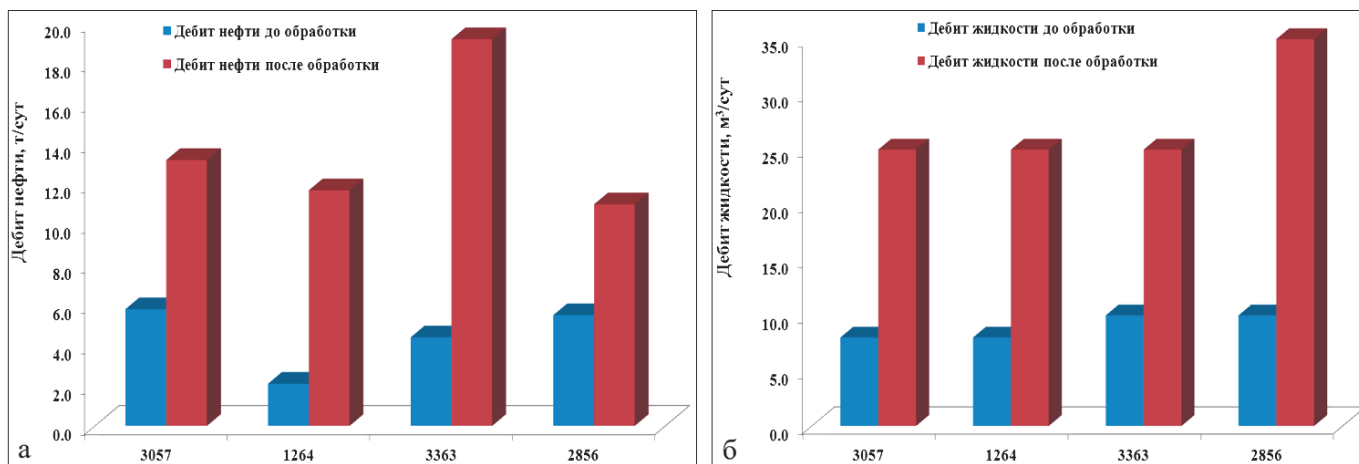 Дебит нефти, т/сут
20.0
18.0
16.0
14.0
12.0
10.0
8.0
6.0
4.0
2.0
0.0
Дебит нефти до обработки
Дебит нефти после обработки
3057 1264 3363 2856
а
Дебит жидкости, м³/сут
35.0
30.0
25.0
20.0
15.0
10.0
5.0
0.0
Дебит жидкости до обработки
Дебит жидкости после обработки
3057 1264 3363 2856
б